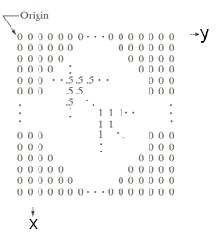 Origin
0 0 0 0 0 0 0 · · · 0 0 0 0 0 0 0 y
0 0 0 0 0 0 0 0 0 0 0 0
0 0 0 0 0 0 0 0
0 0 0 0 · 0 0 0
0 0 0 · · .5 .5 .5 · · 0 0 0
0 0 0 .5 .5 0 0 0
.5 ·
1 1 1 · ·
1 1
0 0 0 1 · 0 0 0
0 0 0 0 0 0
0 0 0 0 0 0 0
0 0 0 0 0 0 0 0 0
0 0 0 0 0 0 0 0 0 0 0
0 0 0 0 0 0 0 · · · 0 0 0 0 0 0 0
x